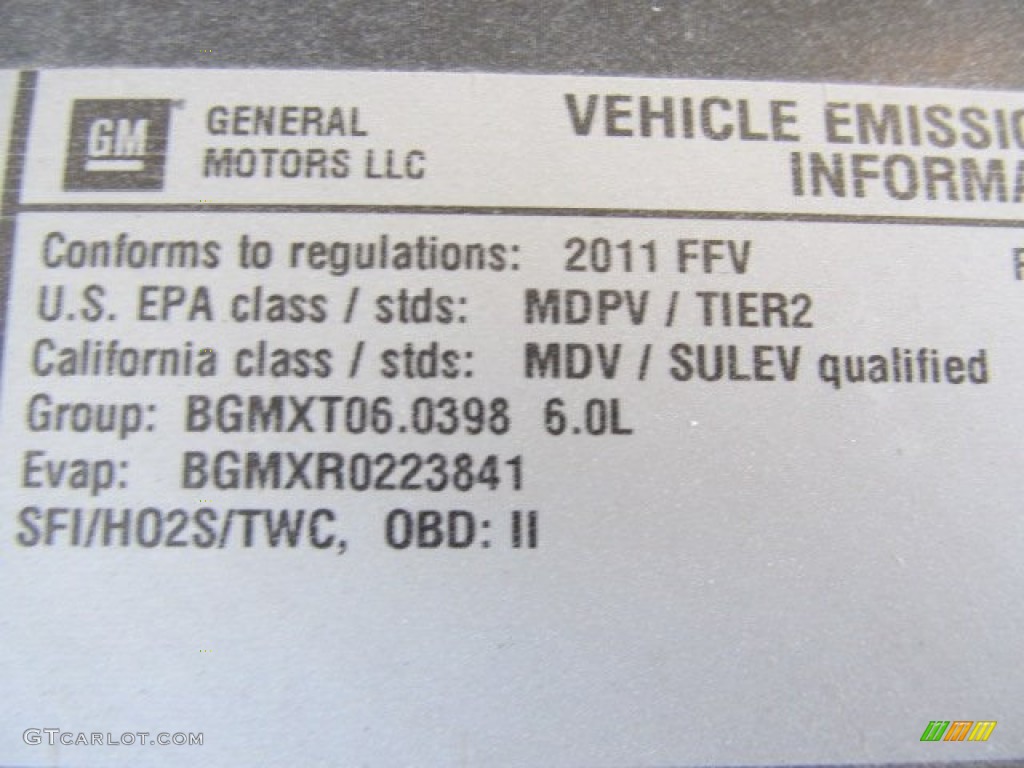 GM
GENERAL
MOTORS LLC
VEHICLE EMISSIO
INFORMA
Conforms to regulations: 2011 FFV
U.S. EPA class / stds: MDPV / TIER2
California class / stds: MDV / SULEV qualified
Group: BGMXT06.0398 6.0L
Evap: BGMXR0223841
SFI/HO2S/TWC, OBD: II
GTCARLOT.COM